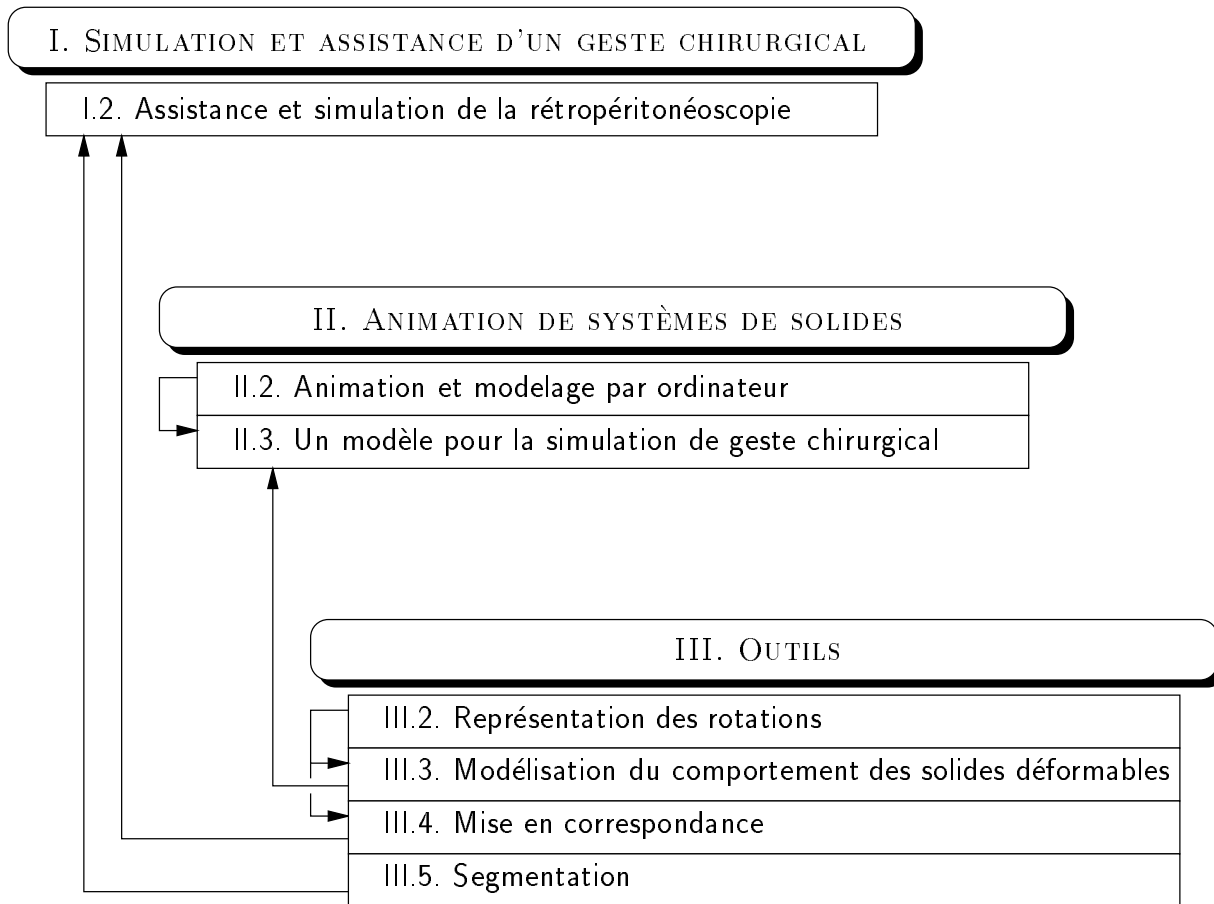 I. SIMULATION ET ASSISTANCE D'UN GESTE CHIRURGICAL
I.2. Assistance et simulation de la rétropéritonéoscopie
II. ANIMATION DE SYSTÈMES DE SOLIDES
II.2. Animation et modelage par ordinateur
II.3. Un modèle pour la simulation de geste chirurgical
III. OUTILS
III.2. Représentation des rotations
III.3. Modélisation du comportement des solides déformables
III.4. Mise en correspondance
III.5. Segmentation